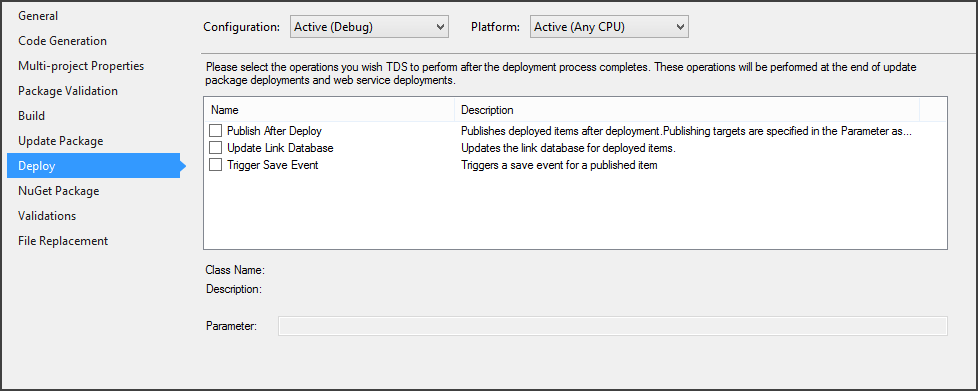 General
Code Generation
Multi-project Properties
Package Validation
Build
Update Package
Deploy
NuGet Package
Validations
File Replacement
Configuration: Active (Debug) Platform: Active (Any CPU)
Please select the operations you wish TDS to perform after the deployment process completes. These operations will be performed at the end of update
package deployments and web service deployments.
Name Description
Publish After Deploy Publishes deployed items after deployment.Publishing targets are specified in the Parameter as...
Update Link Database Updates the link database for deployed items.
Trigger Save Event Triggers a save event for a published item
Class Name:
Description:
Parameter: